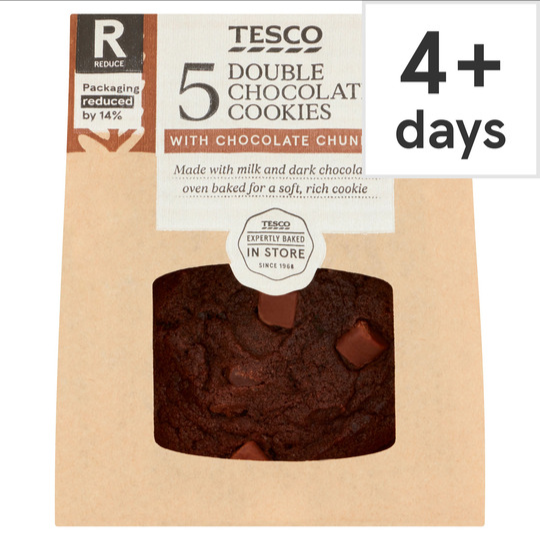 R
REDUCE
Packaging
reduced
by 14%
TESCO
5 DOUBLE
CHOCOLAT
COOKIES
WITH CHOCOLATE CHUN
Made with milk and dark chocola
oven baked for a soft, rich cookie
TESCO
EXPERTLY BAKED
IN STORE
SINCE 1968
4+
days